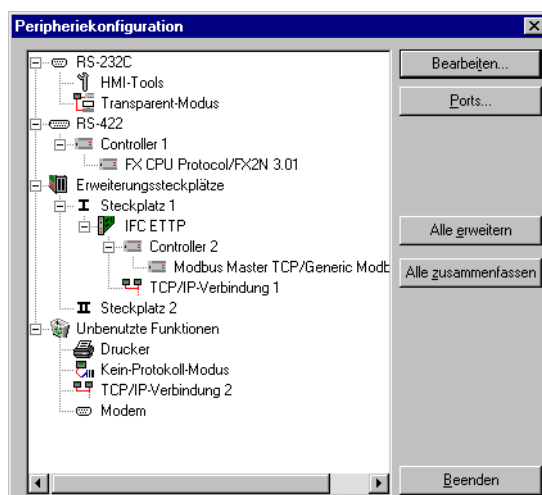 Peripheriekonfiguration
RS-232C
HMI-Tools
Transparent-Modus
RS-422
Controller 1
FX CPU Protocol/FX2N 3.01
Erweiterungssteckplätze
I Steckplatz 1
IFC ETTP
Controller 2
Modbus Master TCP/Generic Modb
TCP/IP-Verbindung 1
II Steckplatz 2
Unbenutzte Funktionen
Drucker
Kein-Protokoll-Modus
TCP/IP-Verbindung 2
Modem
Bearbeiten...
Ports...
Alle erweitern
Alle zusammenfassen
Beenden